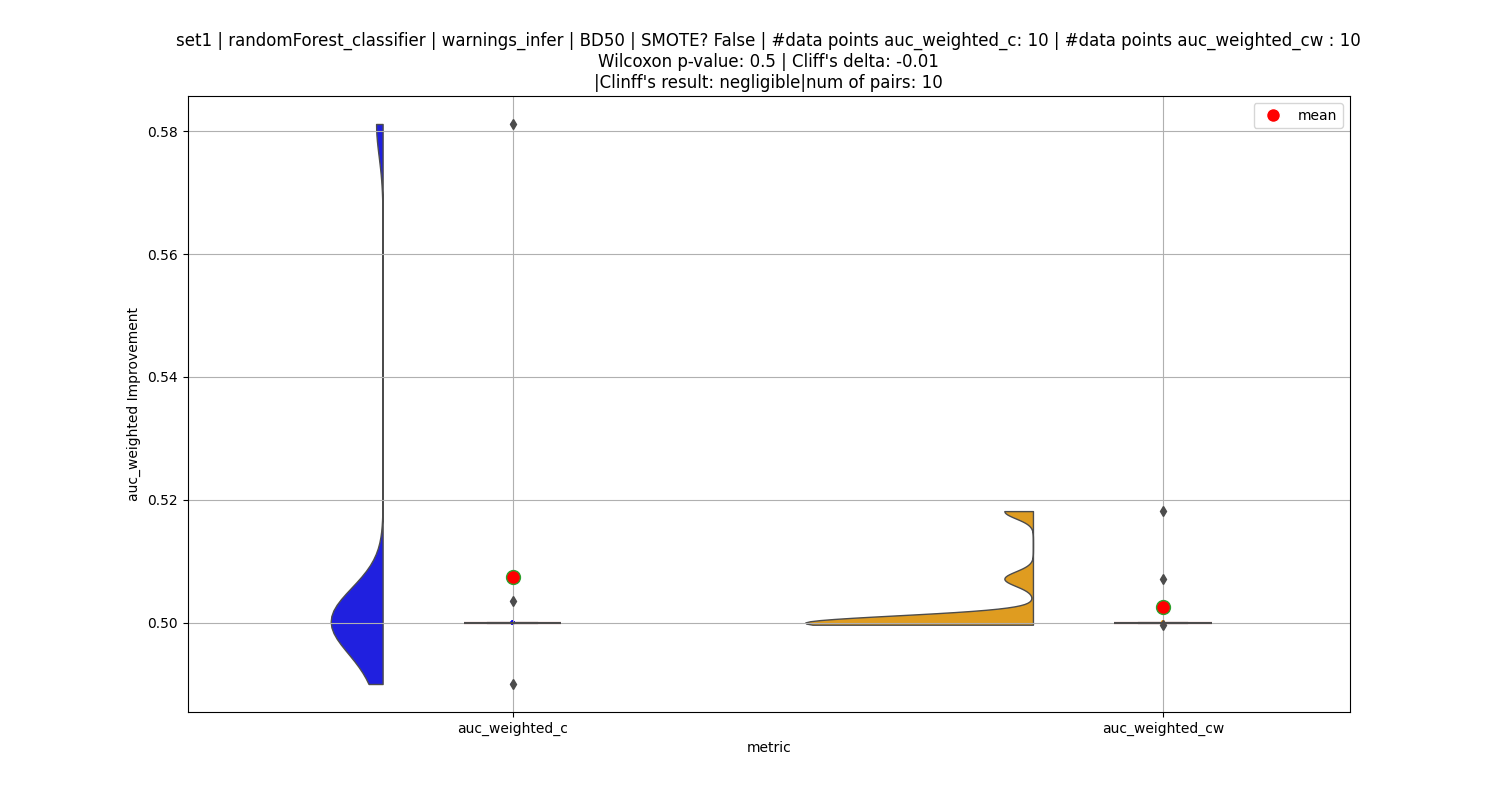 set1 | randomForest_classifier | warnings_infer | BD50 | SMOTE? False | #data points auc_weighted_c: 10 | #data points auc_weighted_cw : 10
Wilcoxon p-value: 0.5 | Cliff's delta: -0.01
|Clinff's result: negligible|num of pairs: 10
mean
0.58
0.56
0.54
0.52
0.50
auc_weighted Improvement
auc_weighted_c
auc_weighted_cw
metric